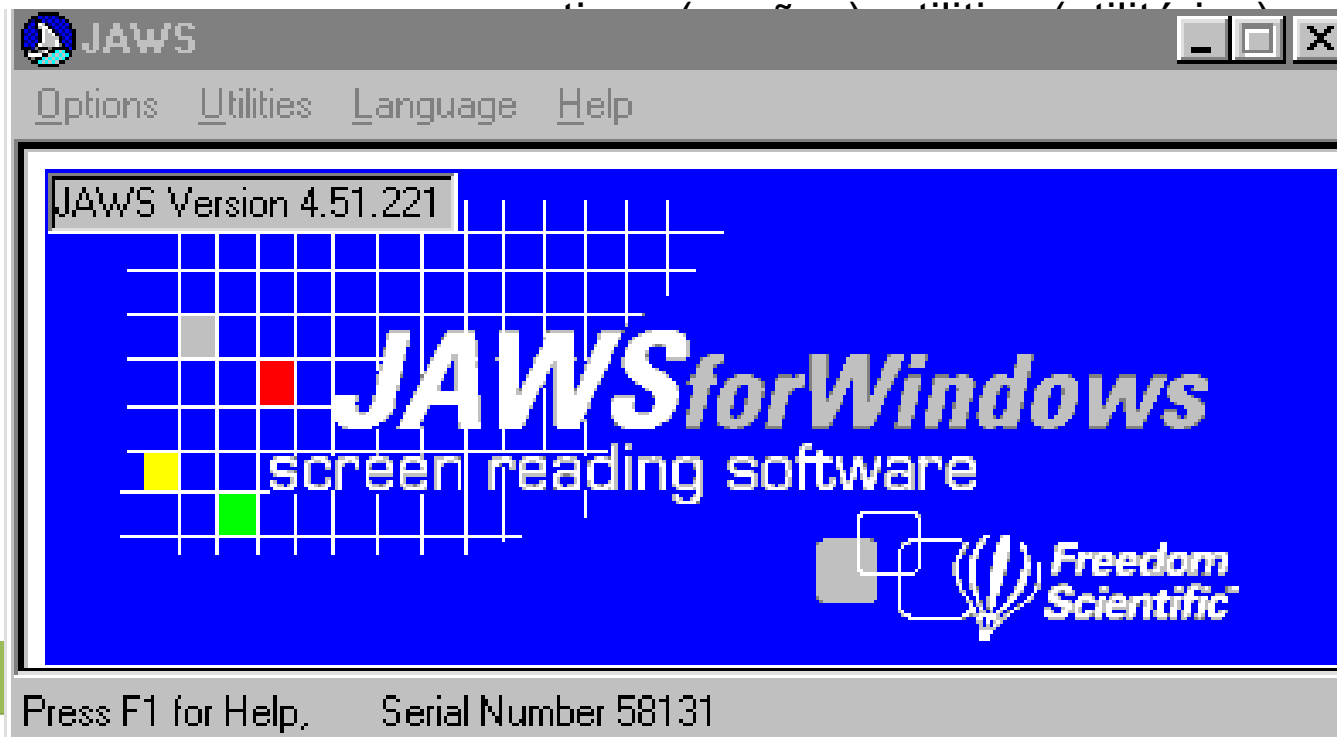 JAWS
Options Utilities Language Help
JAWS Version 4.51.221
JAWSforWindows
screen reading software
Freedom
Scientific™
Press F1 for Help, Serial Number 58131